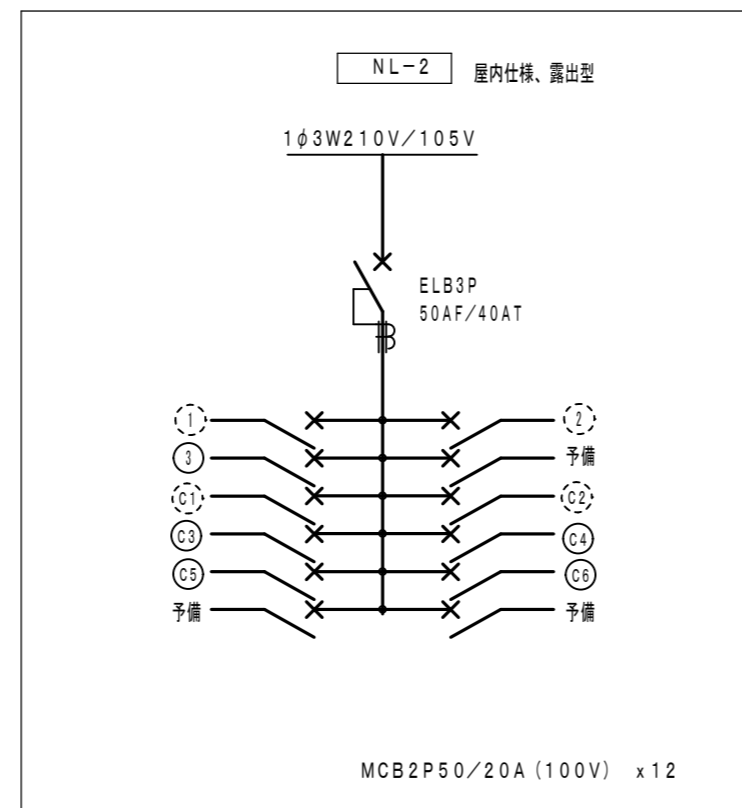 NL-2 屋内仕様、露出型
1φ3W210V/105V
ELB3P
50AF/40AT
1 2
3 予備
C1 C2
C3 C4
C5 C6
予備 予備
MCB2P50/20A(100V) x12